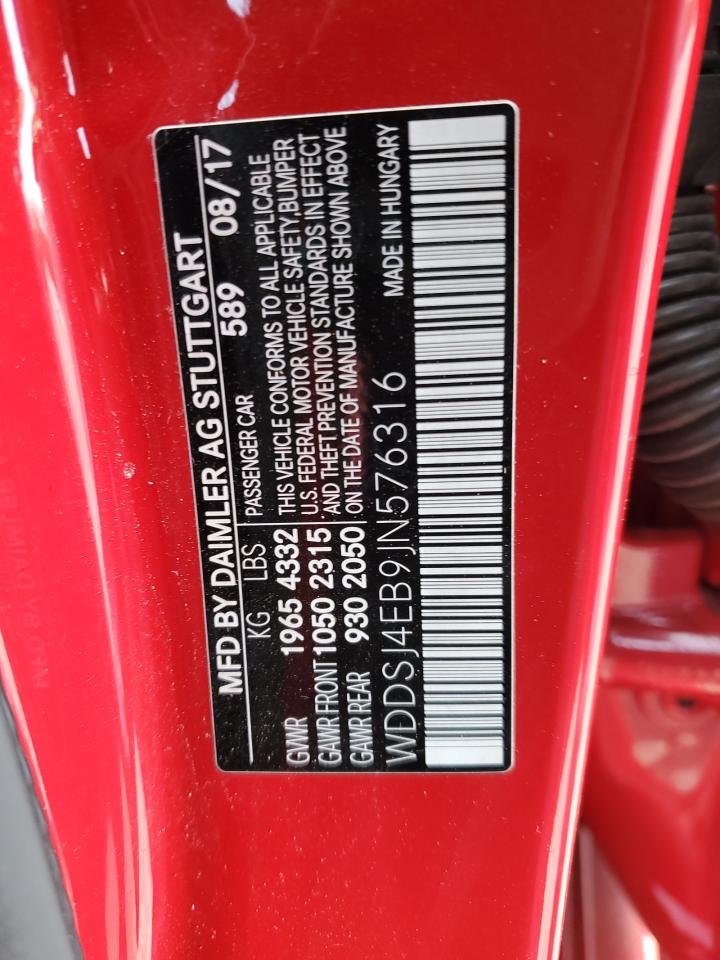 MFD BY DAIMLER AG STUTTGART
KG LBS 589 08/17
PASSENGER CAR
GWR 1965 4332 THIS VEHICLE CONFORMS TO ALL APPLICABLE
U.S. FEDERAL MOTOR VEHICLE SAFETY,BUMPER
GAWR FRONT 1050 2315 AND THEFT PREVENTION STANDARDS IN EFFECT
GAWR REAR 930 2050 ON THE DATE OF MANUFACTURE SHOWN ABOVE.
WDDSJ4EB9JN576316 MADE IN HUNGARY